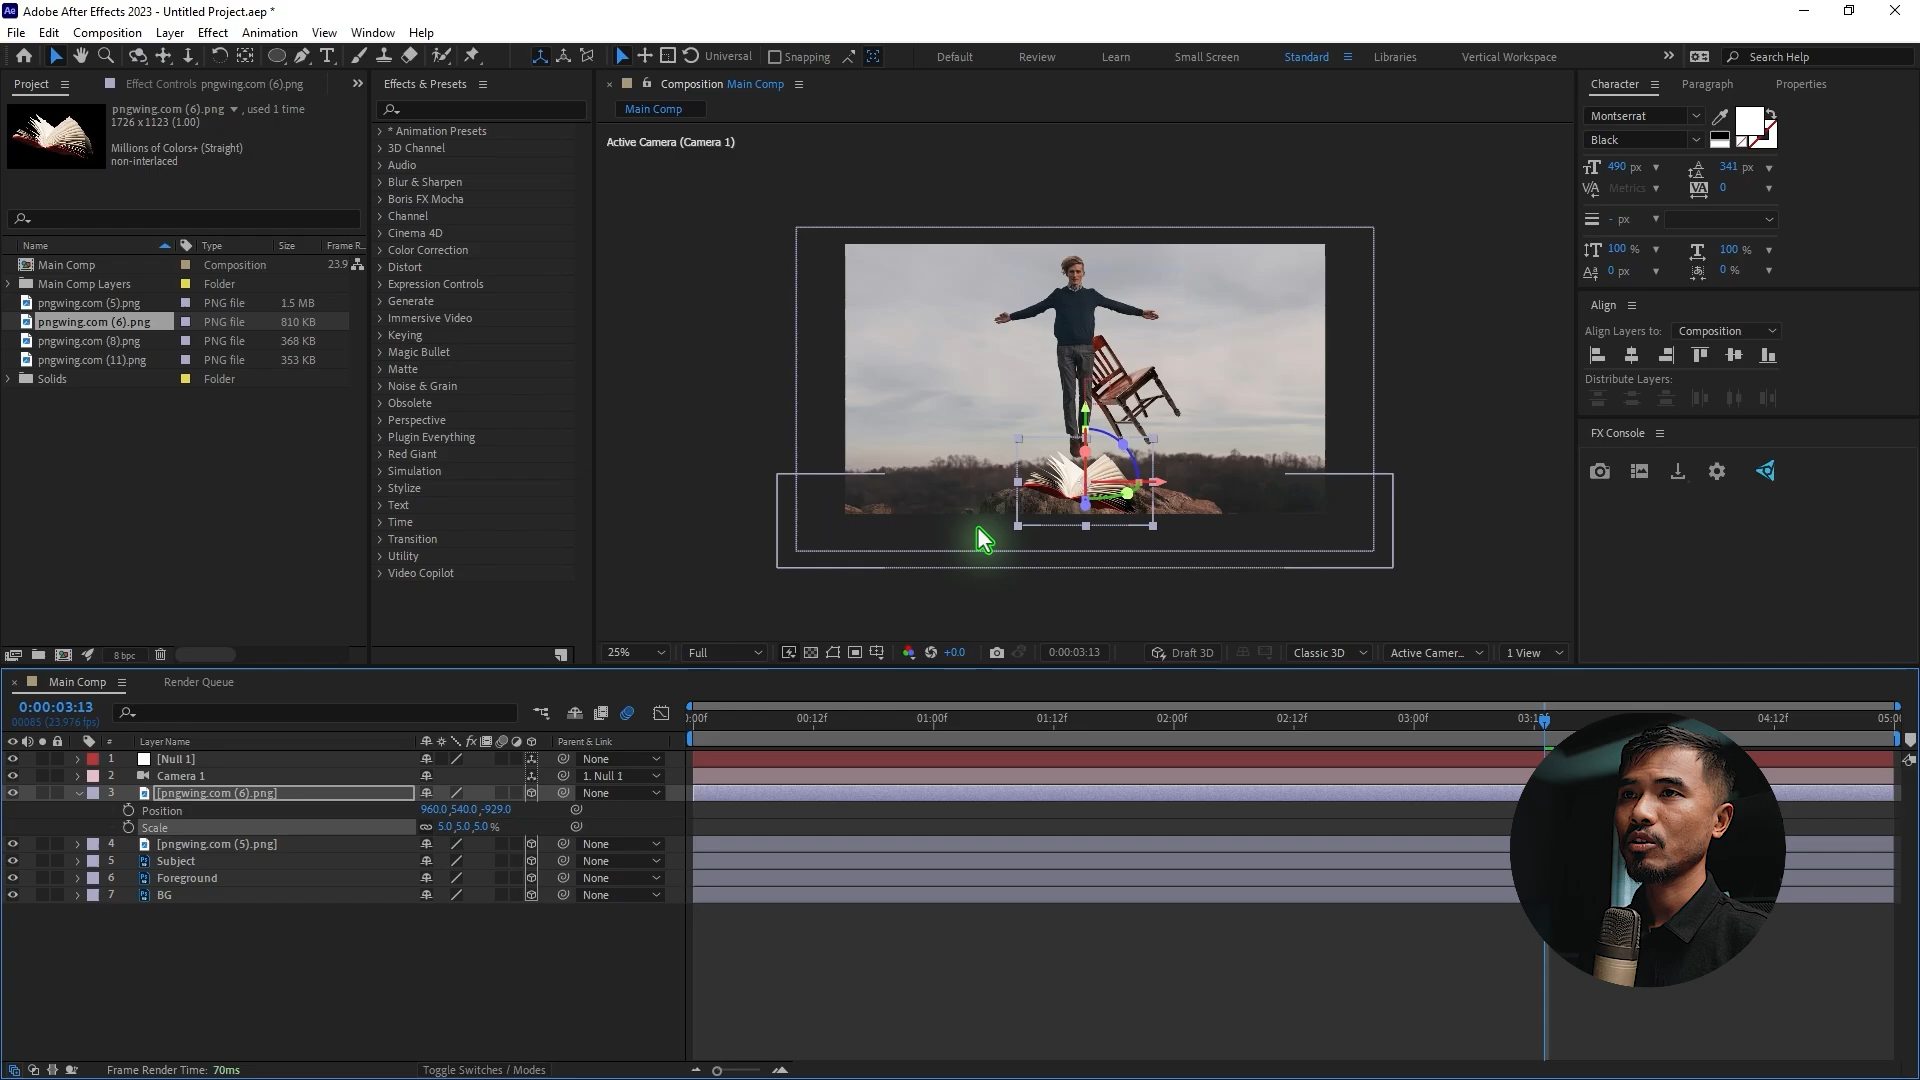 Adobe After Effects 2023 - Untitled Project.aep *
File Edit Composition Layer Effect Animation View Window Help
Universal Snapping Default Review Learn Small Screen Standard Libraries Vertical Workspace Search Help
Project Effect Controls pngwing.com (6).png
pngwing.com (6).png , used 1 time
1726 x 1123 (1.00)
Millions of Colors+ (Straight)
non-interlaced
Name Type Size Frame R...
Main Comp Composition 23.9
Main Comp Layers Folder
pngwing.com (5).png PNG file 1.5 MB
pngwing.com (6).png PNG file 810 KB
pngwing.com (8).png PNG file 368 KB
pngwing.com (11).png PNG file 353 KB
Solids Folder
8 bpc
Effects & Presets
* Animation Presets
3D Channel
Audio
Blur & Sharpen
Boris FX Mocha
Channel
Cinema 4D
Color Correction
Distort
Expression Controls
Generate
Immersive Video
Keying
Magic Bullet
Matte
Noise & Grain
Obsolete
Perspective
Plugin Everything
Red Giant
Simulation
Stylize
Text
Time
Transition
Utility
Video Copilot
Composition Main Comp
Main Comp
Active Camera (Camera 1)
25% Full +0.0 0:00:03:13 Draft 3D Classic 3D Active Camer... 1 View
Character Paragraph Properties
Montserrat
Black
490 px 341 px
Metrics 0
- px
100 % 100 %
0 px 0 %
Align
Align Layers to: Composition
Distribute Layers:
FX Console
Main Comp Render Queue
0:00:03:13
00085 (23.976 fps)
:00f 00:12f 01:00f 01:12f 02:00f 02:12f 03:00f 04:12f
# Layer Name fx Parent & Link
1 [Null 1] None
2 Camera 1 1. Null 1
3 [pngwing.com (6).png] None
Position 960.0,540.0,-929.0
Scale 5.0,5.0,5.0 %
4 [pngwing.com (5).png] None
5 Subject None
6 Foreground None
7 BG None
Frame Render Time: 70ms Toggle Switches / Modes